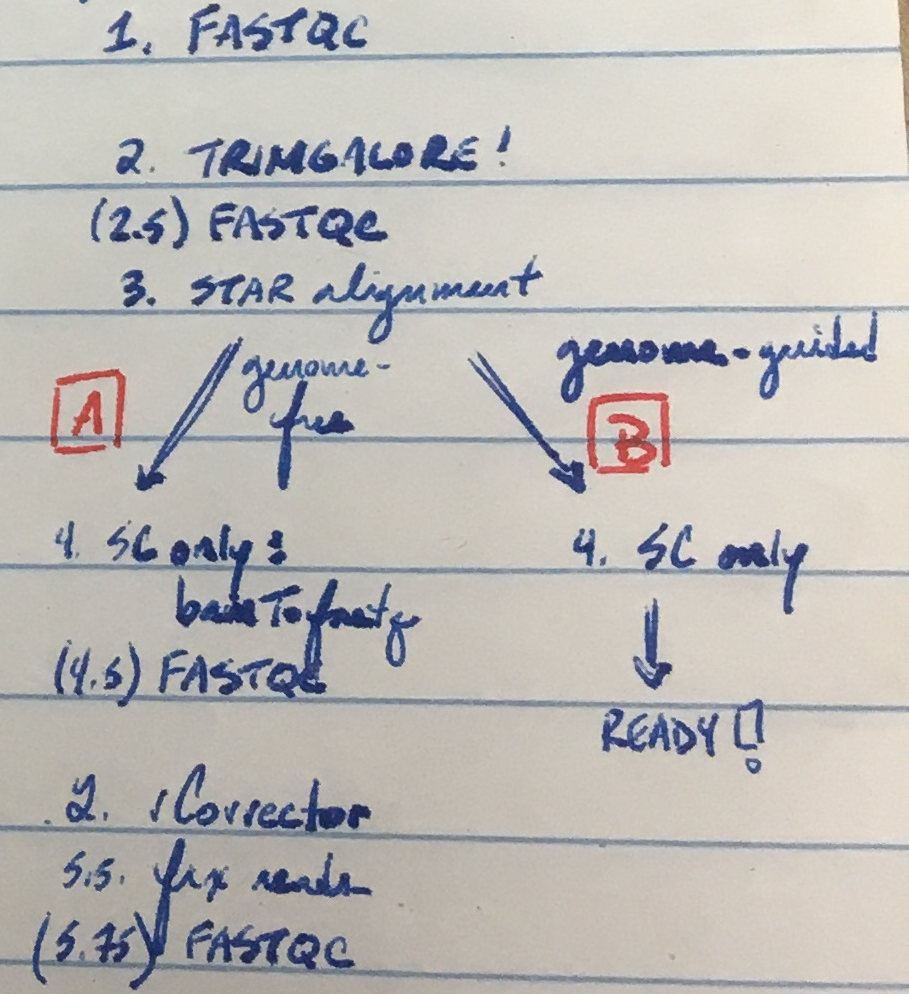 1. FASTQC
2. TRIMGALORE!
(2.5) FASTQC
3. STAR alignment
genome-
free
genome-guided
A
B
4. SC only:
bamTofastq
(4.5) FASTQC
4. SC only
READY!
2. rCorrector
5.5. fix reads
(5.75) FASTQC